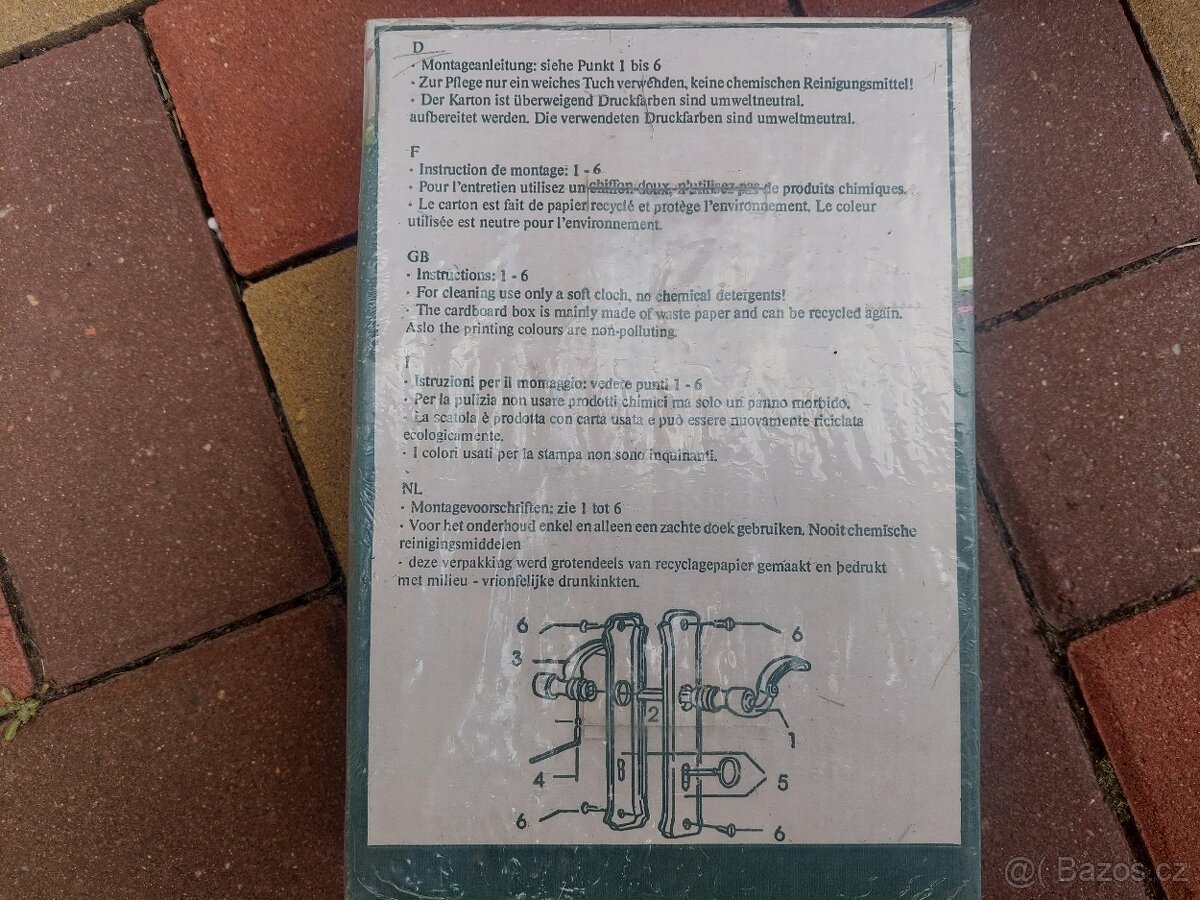 D
· Montageanleitung: siehe Punkt 1 bis 6
· Zur Pflege nur ein weiches Tuch verwenden, keine chemischen Reinigungsmittel!
· Der Karton ist überweigend Druckfarben sind umweltneutral.
aufbereitet werden. Die verwendeten Druckfarben sind umweltmeutral.
F
· Instruction de montage: 1 - 6
· Pour l'entretien utilisez un chiffon doux, n'utilisez pas de produits chimiques.
· Le carton est fait de papier recyclé et protège l'environnement. Le coleur
utilisée est neutre pour l'environnement.
GB
· Instructions: 1 - 6
· For cleaning use only a soft cloch, no chemical detergents!
· The cardboard box is mainly made of waste paper and can be recycled again.
Aslo the printing colours are non-polluting.
I
· Istruzioni per il momaggio: vedere punti 1 - 6
· Per la pulizia non usare prodotti chimici ma solo un panno morbido.
· La scatola è prodotta con carta usata e può essere nuovamente riciclata
ecologicamente.
· I colori usati per la stampa non sono inquinanti.
NL
· Montagevoorschriften: zie 1 tot 6
· Voor het onderhoud enkel en alleen een zachte doek gebruiken. Nooit chemische
reinigingsmiddelen
· deze verpakking werd grotendeels van recyclagepapier gemaakt en bedrukt
met milieu - vrionfelijke drunkinkten.
6
6
3
2
1
4
5
6
6
@( Bazos.cz